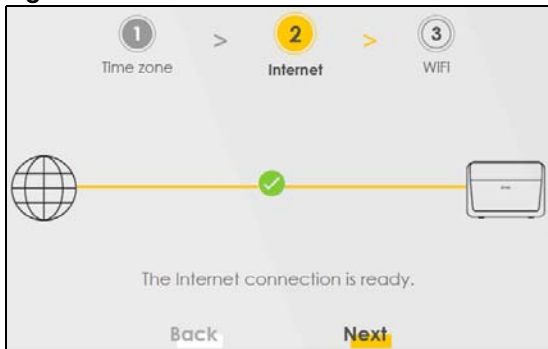 1 > 2 > 3
Time zone Internet WiFi
The Internet connection is ready.
Back Next